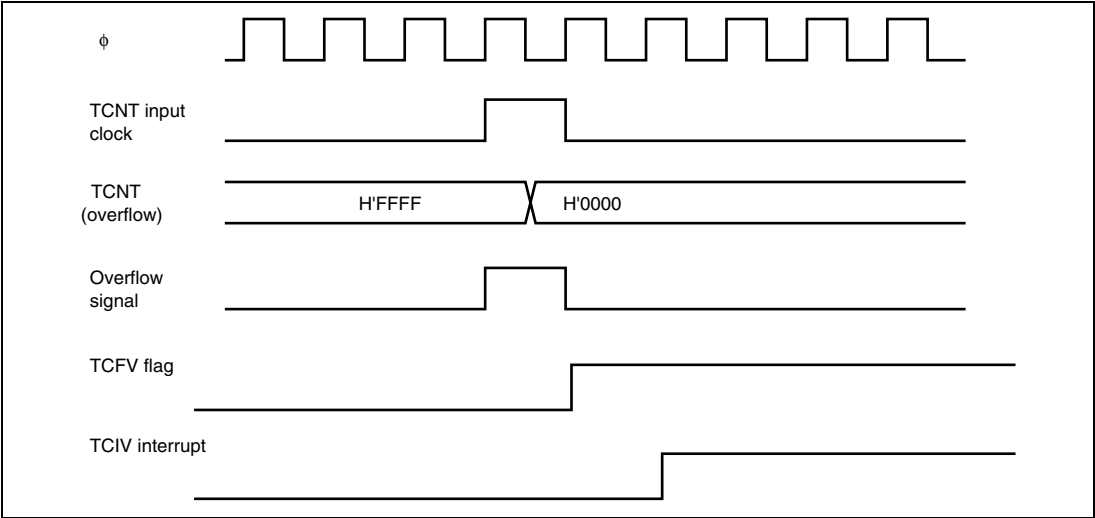 ϕ
TCNT input
clock
TCNT
(overflow)
H'FFFF
H'0000
Overflow
signal
TCFV flag
TCIV interrupt